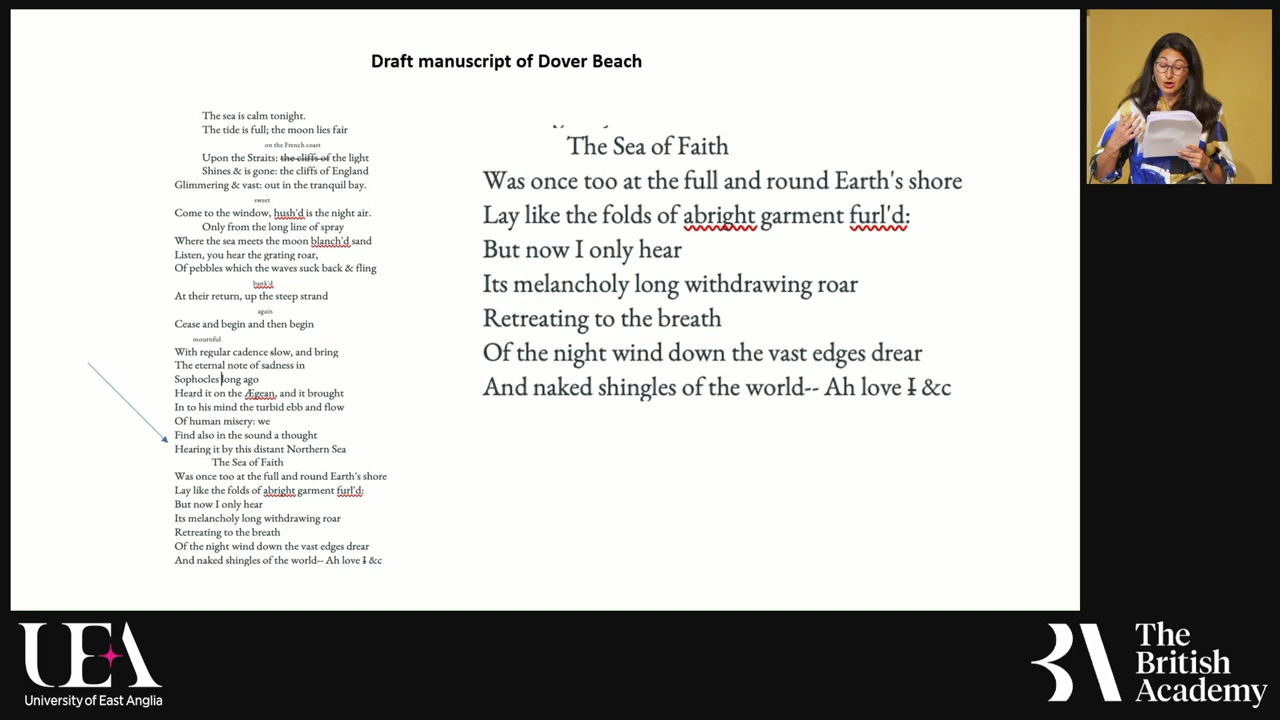 Draft manuscript of Dover Beach
The sea is calm tonight.
The tide is full; the moon lies fair
on the French coast
Upon the Straits: the cliffs of the light
Shines & is gone: the cliffs of England
Glimmering & vast: out in the tranquil bay.
sweet
Come to the window, hush'd is the night air.
Only from the long line of spray
Where the sea meets the moon blanch'd sand
Listen, you hear the grating roar,
Of pebbles which the waves suck back & fling
bank'd
At their return, up the steep strand
again
Cease and begin and then begin
mournful
With regular cadence slow, and bring
The eternal note of sadness in
Sophocles long ago
Heard it on the Ægean, and it brought
In to his mind the turbid ebb and flow
Of human misery: we
Find also in the sound a thought
Hearing it by this distant Northern Sea
The Sea of Faith
Was once too at the full and round Earth's shore
Lay like the folds of abright garment furl'd:
But now I only hear
Its melancholy long withdrawing roar
Retreating to the breath
Of the night wind down the vast edges drear
And naked shingles of the world-- Ah love I &c
The Sea of Faith
Was once too at the full and round Earth's shore
Lay like the folds of abright garment furl'd:
But now I only hear
Its melancholy long withdrawing roar
Retreating to the breath
Of the night wind down the vast edges drear
And naked shingles of the world-- Ah love I &c
UEA
University of East Anglia
BA
The
British
Academy